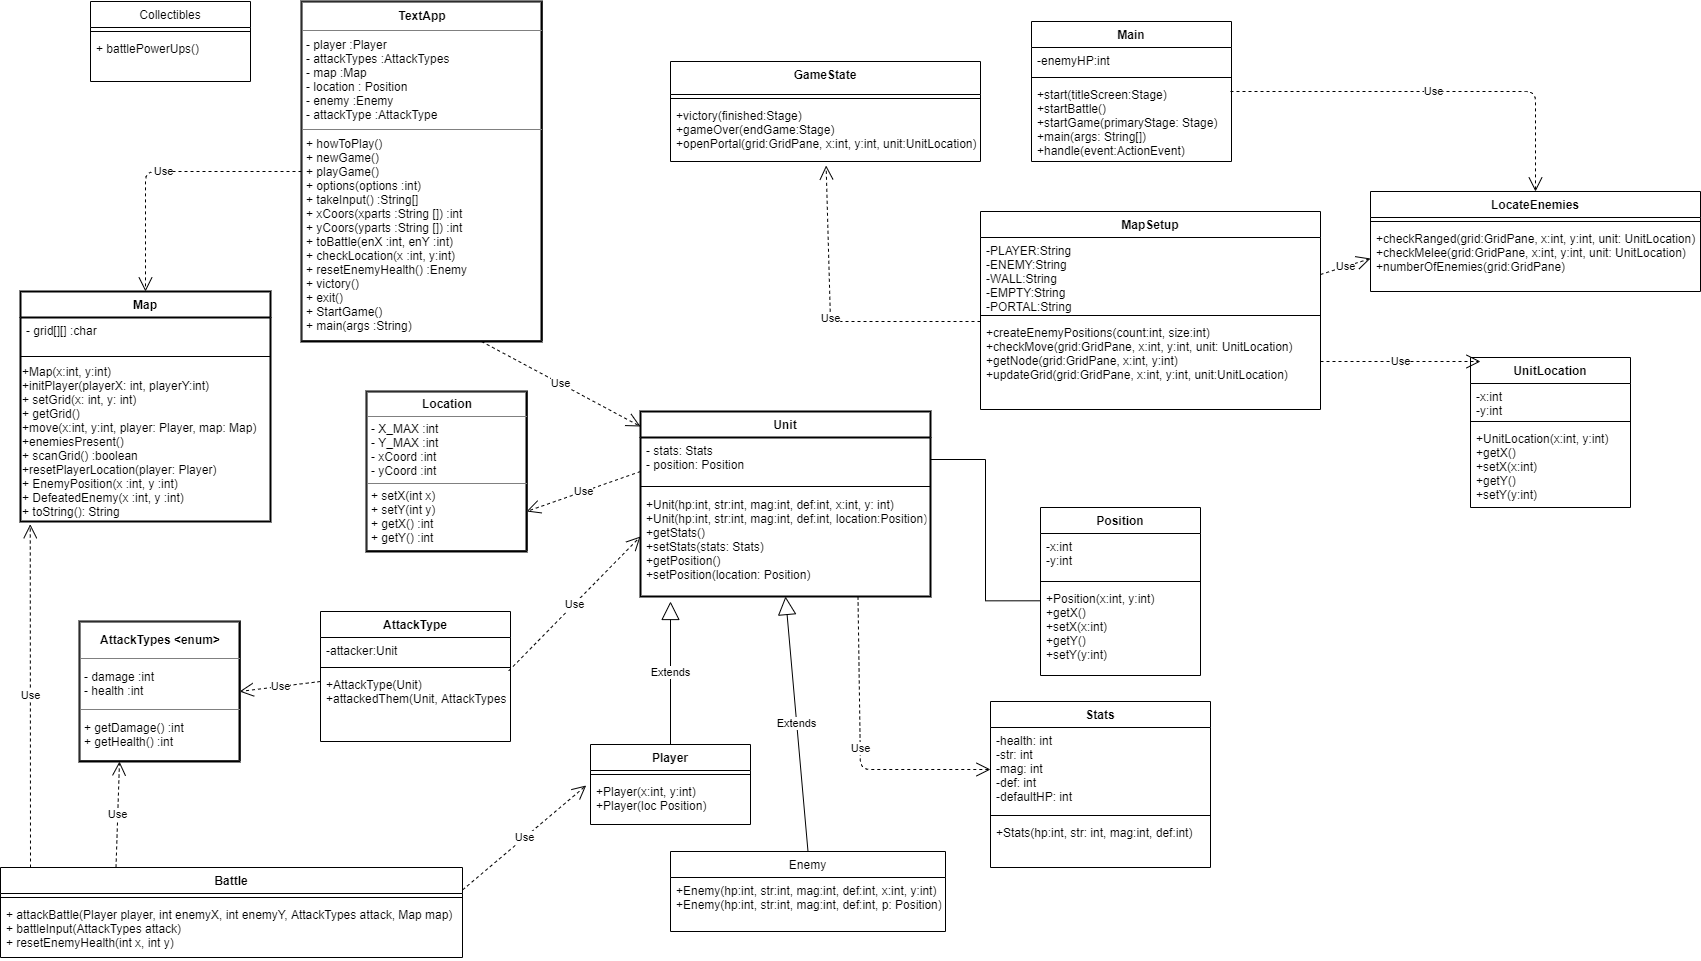 Collectibles
+ battlePowerUps()
TextApp
- player :Player
- attackTypes :AttackTypes
- map :Map
- location : Position
- enemy :Enemy
- attackType :AttackType
+ howToPlay()
+ newGame()
+ playGame()
+ options(options :int)
+ takeInput() :String[]
+ xCoors(xparts :String []) :int
+ yCoors(yparts :String []) :int
+ toBattle(enX :int, enY :int)
+ checkLocation(x :int, y:int)
+ resetEnemyHealth() :Enemy
+ victory()
+ exit()
+ StartGame()
+ main(args :String)
GameState
+victory(finished:Stage)
+gameOver(endGame:Stage)
+openPortal(grid:GridPane, x:int, y:int, unit:UnitLocation)
Main
-enemyHP:int
+start(titleScreen:Stage)
+startBattle()
+startGame(primaryStage: Stage)
+main(args: String[])
+handle(event:ActionEvent)
Use
Use
LocateEnemies
+checkRanged(grid:GridPane, x:int, y:int, unit: UnitLocation)
+checkMelee(grid:GridPane, x:int, y:int, unit: UnitLocation)
+numberOfEnemies(grid:GridPane)
MapSetup
-PLAYER:String
-ENEMY:String
-WALL:String
-EMPTY:String
-PORTAL:String
+createEnemyPositions(count:int, size:int)
+checkMove(grid:GridPane, x:int, y:int, unit: UnitLocation)
+getNode(grid:GridPane, x:int, y:int)
+updateGrid(grid:GridPane, x:int, y:int, unit:UnitLocation)
Use
Use
Use
UnitLocation
-x:int
-y:int
+UnitLocation(x:int, y:int)
+getX()
+setX(x:int)
+getY()
+setY(y:int)
Map
- grid[][] :char
+Map(x:int, y:int)
+initPlayer(playerX: int, playerY:int)
+ setGrid(x: int, y: int)
+ getGrid()
+move(x:int, y:int, player: Player, map: Map)
+enemiesPresent()
+ scanGrid() :boolean
+resetPlayerLocation(player: Player)
+ EnemyPosition(x :int, y :int)
+ DefeatedEnemy(x :int, y :int)
+ toString(): String
Use
Location
- X_MAX :int
- Y_MAX :int
- xCoord :int
- yCoord :int
+ setX(int x)
+ setY(int y)
+ getX() :int
+ getY() :int
Use
Unit
- stats: Stats
- position: Position
+Unit(hp:int, str:int, mag:int, def:int, x:int, y: int)
+Unit(hp:int, str:int, mag:int, def:int, location:Position)
+getStats()
+setStats(stats: Stats)
+getPosition()
+setPosition(location: Position)
Position
-x:int
-y:int
+Position(x:int, y:int)
+getX()
+setX(x:int)
+getY()
+setY(y:int)
Use
AttackTypes <enum>
- damage :int
- health :int
+ getDamage() :int
+ getHealth() :int
Use
AttackType
-attacker:Unit
+AttackType(Unit)
+attackedThem(Unit, AttackTypes
Extends
Extends
Use
Use
Use
Use
Player
+Player(x:int, y:int)
+Player(loc Position)
Stats
-health: int
-str: int
-mag: int
-def: int
-defaultHP: int
+Stats(hp:int, str: int, mag:int, def:int)
Enemy
+Enemy(hp:int, str:int, mag:int, def:int, x:int, y:int)
+Enemy(hp:int, str:int, mag:int, def:int, p: Position)
Battle
+ attackBattle(Player player, int enemyX, int enemyY, AttackTypes attack, Map map)
+ battleInput(AttackTypes attack)
+ resetEnemyHealth(int x, int y)